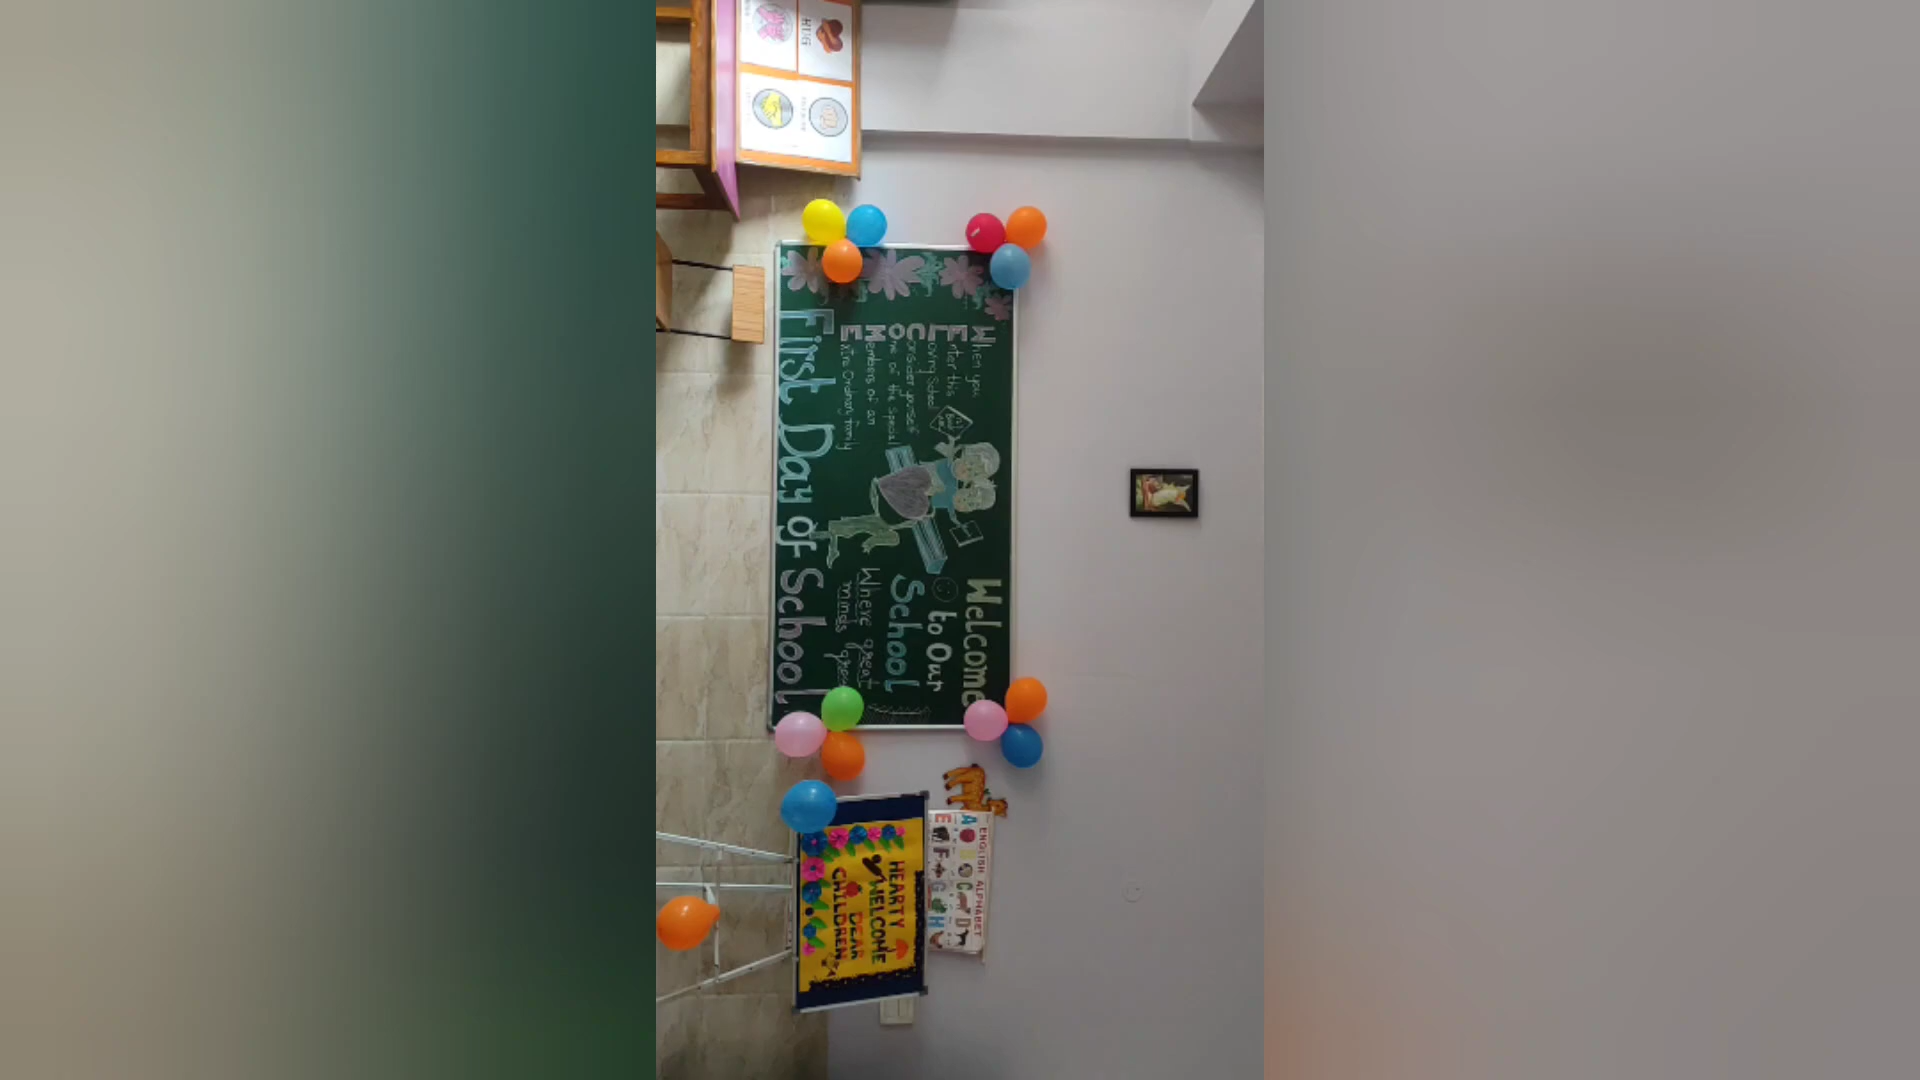 HUG
When you
Enter this
Loving School
Consider yourself
One of the Special
Members of an
Extra Ordinary family
Welcome
to Our
School
Where great
minds grow
First Day of School
HEARTY
WELCOME
DEAR
CHILDREN
ENGLISH ALPHABET
A B C D
E F G H